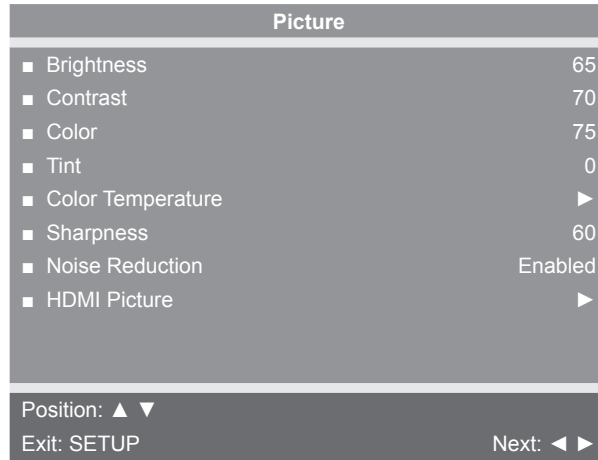 Picture
■ Brightness 65
■ Contrast 70
■ Color 75
■ Tint 0
■ Color Temperature ►
■ Sharpness 60
■ Noise Reduction Enabled
■ HDMI Picture ►
Position: ▲ ▼
Exit: SETUP Next: ◄ ►